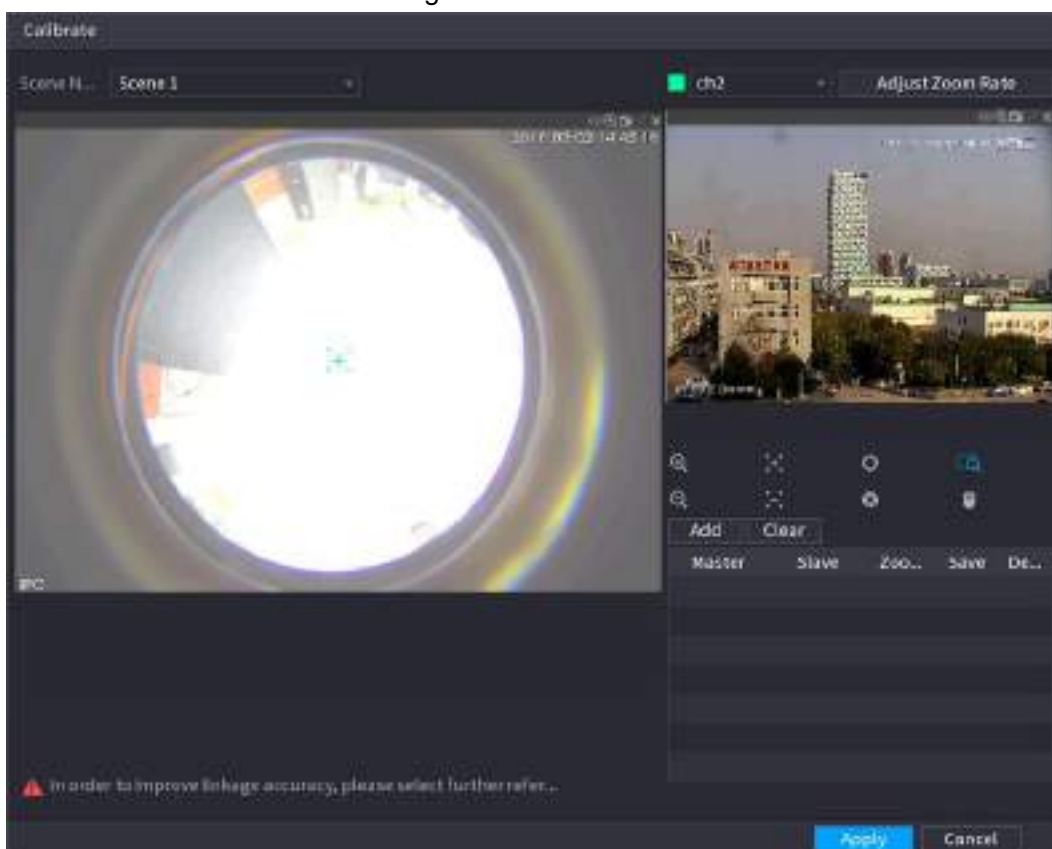 Calibrate
Scene N... Scene 1
ch2 Adjust Zoom Rate
IPC
Add Clear
Master Slave Zoo... Save De...
In order to improve linkage accuracy, please select further refer...
Apply Cancel